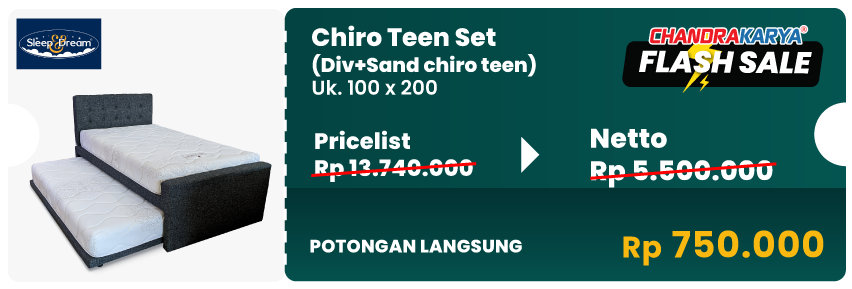 Sleep & Dream
Chiro Teen Set
(Div+Sand chiro teen)
Uk. 100 x 200
CHANDRAKARYA®
FLASH SALE
Pricelist
Rp 13.740.000
Netto
Rp 5.500.000
POTONGAN LANGSUNG
Rp 750.000